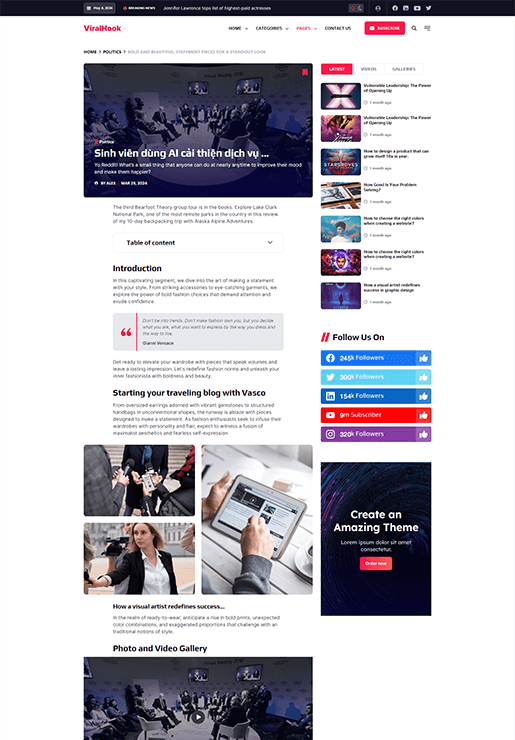 May 4, 2024
BREAKING NEWS
Jennifer Lawrence tops list of highest-paid actresses
ViralHook
HOME
CATEGORIES
PAGES
CONTACT US
SUBSCRIBE
HOME > POLITICS > BOLD AND BEAUTIFUL: STATEMENT PIECES FOR A STANDOUT LOOK
Politics
Sinh viên dùng AI cải thiện dịch vụ ...
Yo Reddit! What's a small thing that anyone can do at nearly anytime to improve their mood
and make them happier?
BY ALEX
MAR 25, 2024
The third Bearfoot Theory group tour is in the books. Explore Lake Clark
National Park, one of the most remote parks in the country in this review
of my 10-day backpacking trip with Alaska Alpine Adventures.
Table of content
Introduction
In this captivating segment, we dive into the art of making a statement
with your style. From striking accessories to eye-catching garments, we
explore the power of bold fashion choices that demand attention and
exude confidence.
Don't be into trends. Don't make fashion own you, but you decide
what you are, what you want to express by the way you dress and
the way to live.
Gianni Versace
Get ready to elevate your wardrobe with pieces that speak volumes and
leave a lasting impression. Let's redefine fashion norms and unleash your
inner fashionista with boldness and beauty.
Starting your traveling blog with Vasco
From oversized earrings adorned with vibrant gemstones to structured
handbags in unconventional shapes, the runway is ablaze with pieces
designed to make a statement. As fashion enthusiasts seek to infuse their
wardrobes with personality and flair, expect to witness a fusion of
maximalist aesthetics and fearless self-expression.
How a visual artist redefines success...
In the realm of ready-to-wear, anticipate a rise in bold prints, unexpected
color combinations, and exaggerated proportions that challenge with an
traditional notions of style.
Photo and Video Gallery
LATEST
VIDEOS
GALLERIES
Vulnerable Leadership: The Power
of Opening Up
1 month ago
Vulnerable Leadership: The Power
of Opening Up
1 month ago
How to design a product that can
grow itself 10x in year.
1 month ago
How Good Is Your Problem
Solving?
1 month ago
How to choose the right colors
when creating a website?
1 month ago
How to choose the right colors
when creating a website?
1 month ago
How a visual artist redefines
success in graphic design
1 month ago
Follow Us On
245k Followers
300k Followers
154k Followers
9m Subscriber
320k Followers
Create an
Amazing Theme
Lorem ipsum dolor sit amet
consectetur.
Order now